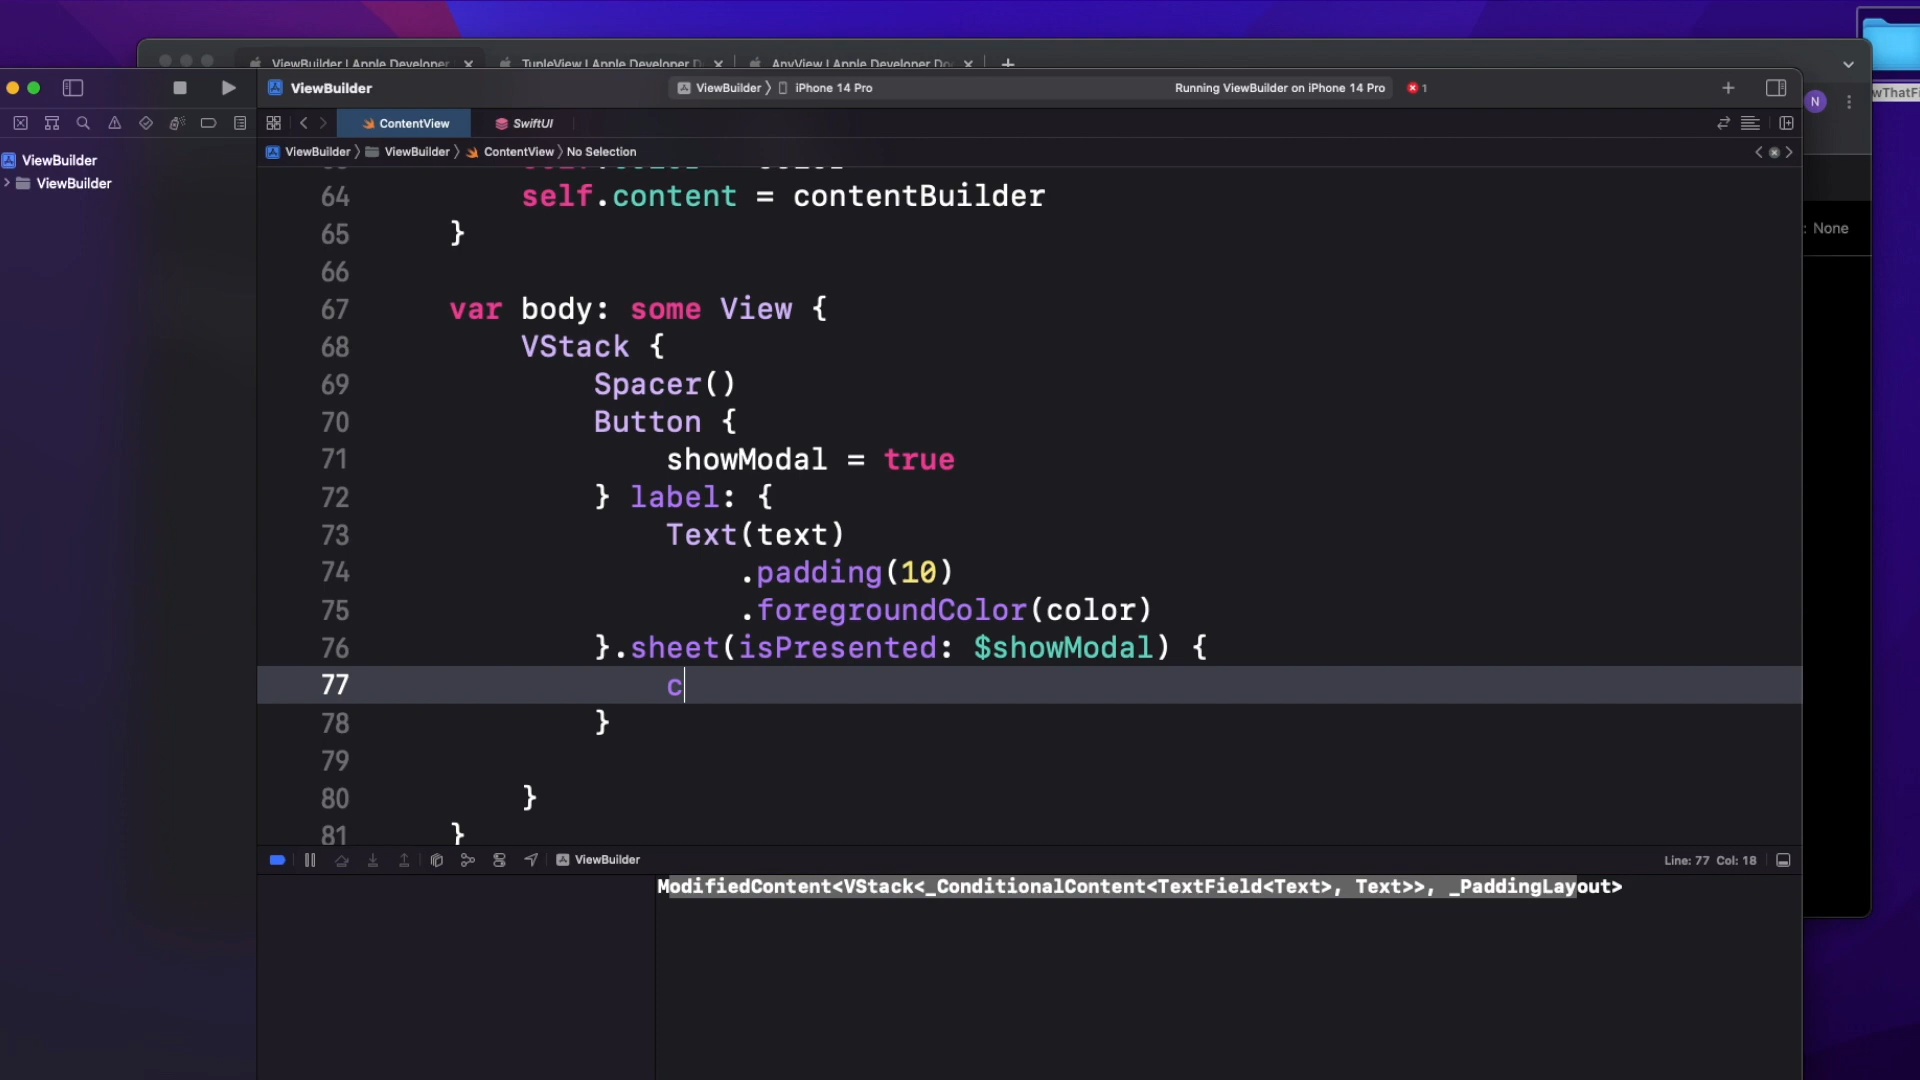 ViewBuilder | Apple Developer
TupleView | Apple Developer D
AnyView | Apple Developer Do
ViewBuilder
ViewBuilder
iPhone 14 Pro
Running ViewBuilder on iPhone 14 Pro
1
N
wThatFi
ContentView
SwiftUI
ViewBuilder
ViewBuilder
ContentView
No Selection
ViewBuilder
ViewBuilder
: None
64 self.content = contentBuilder
65 }
66
67 var body: some View {
68 VStack {
69 Spacer()
70 Button {
71 showModal = true
72 } label: {
73 Text(text)
74 .padding(10)
75 .foregroundColor(color)
76 }.sheet(isPresented: $showModal) {
77 c
78 }
79
80 }
81 }
ViewBuilder
Line: 77 Col: 18
ModifiedContent<VStack<_ConditionalContent<TextField<Text>, Text>>, _PaddingLayout>